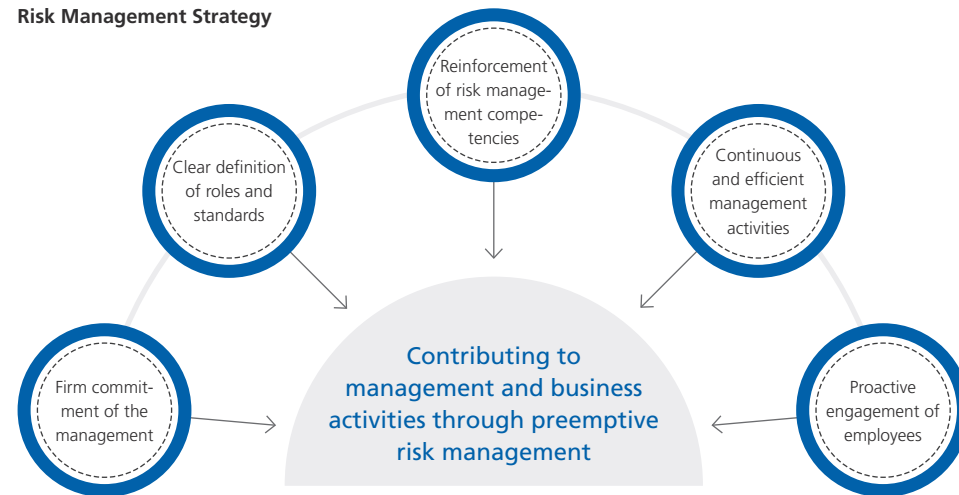 Risk Management Strategy
Reinforcement
of risk manage-
ment compe-
tencies
Clear definition
of roles and
standards
Continuous
and efficient
management
activities
Firm commit-
ment of the
management
Contributing to
management and business
activities through preemptive
risk management
Proactive
engagement of
employees